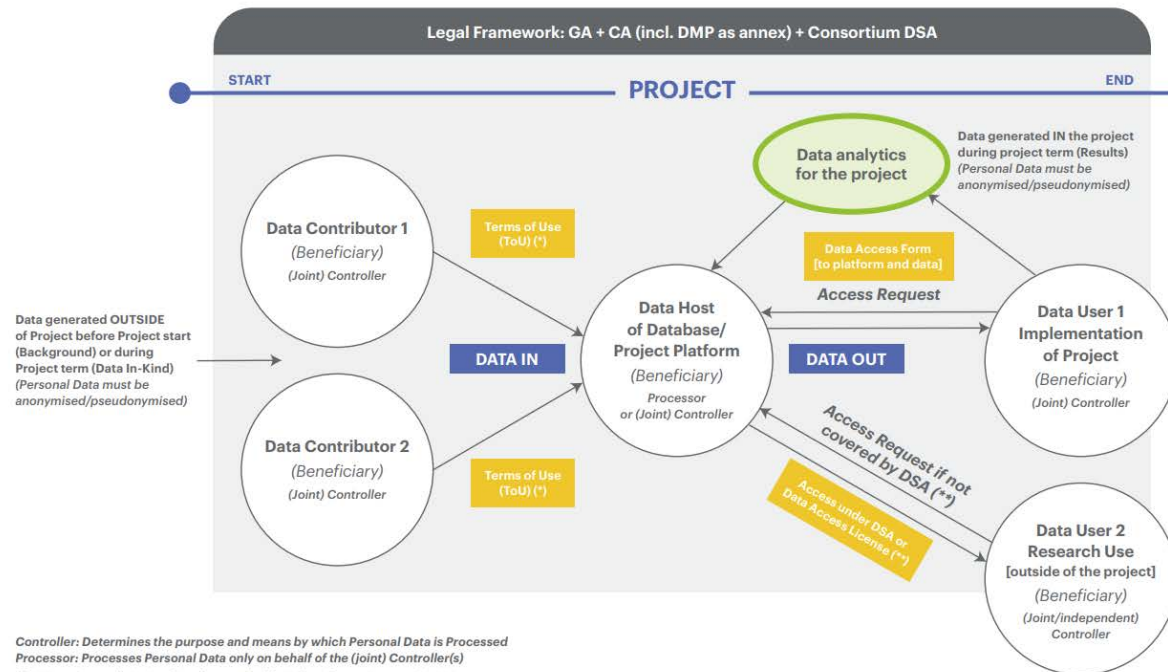 Legal Framework: GA + CA (incl. DMP as annex) + Consortium DSA
START
PROJECT
END
Data analytics
for the project
Data generated IN the project
during project term (Results)
(Personal Data must be
anonymised/pseudonymised)
Data Contributor 1
(Beneficiary)
(Joint) Controller
Terms of Use
(ToU) (*)
Data Access Form
[to platform and data]
Access Request
Data Host
of Database/
Project Platform
(Beneficiary)
Processor
or (Joint) Controller
Data User 1
Implementation
of Project
(Beneficiary)
(Joint) Controller
Data generated OUTSIDE
of Project before Project start
(Background) or during
Project term (Data In-Kind)
(Personal Data must be
anonymised/pseudonymised)
DATA IN
DATA OUT
Data Contributor 2
(Beneficiary)
(Joint) Controller
Terms of Use
(ToU) (*)
Access Request if not
covered by DSA (**)
Access under DSA or
Data Access License (**)
Data User 2
Research Use
[outside of the project]
(Beneficiary)
(Joint/independent)
Controller
Controller: Determines the purpose and means by which Personal Data is Processed
Processor: Processes Personal Data only on behalf of the (joint) Controller(s)